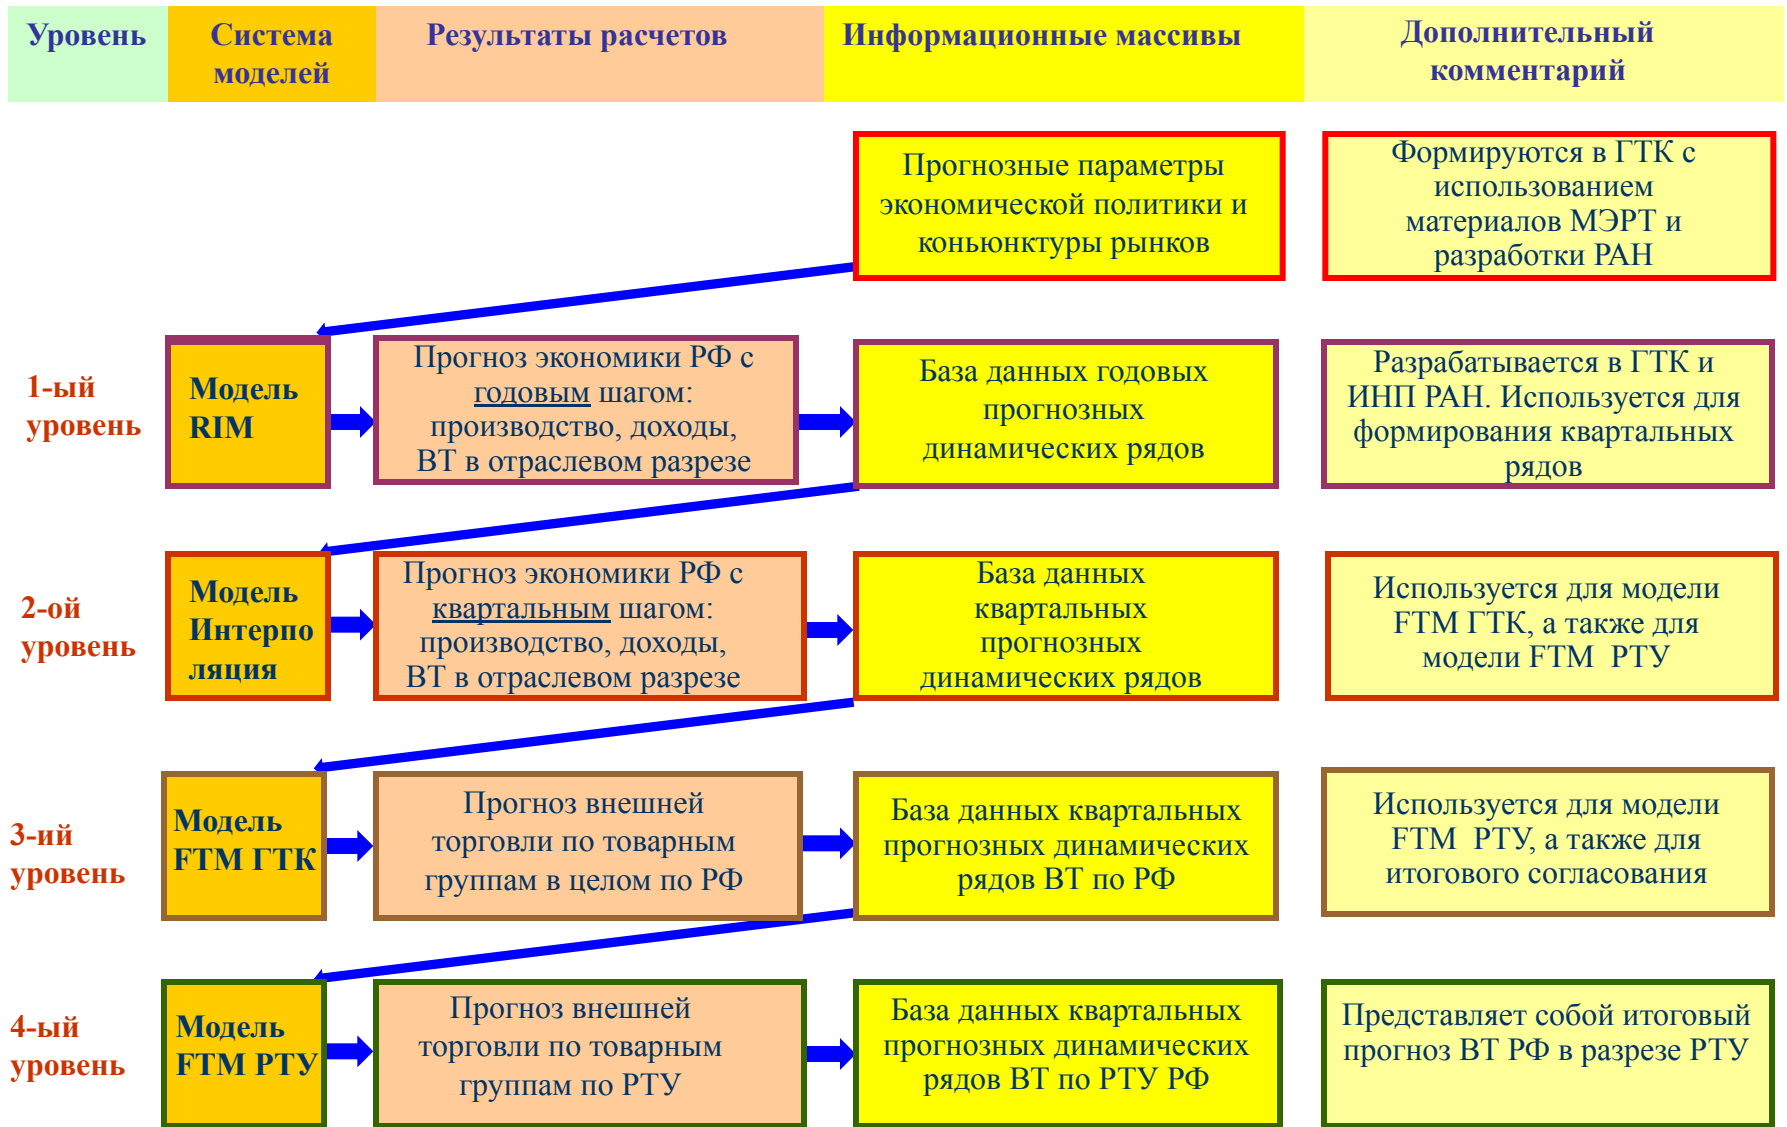 Уровень
Система
моделей
Результаты расчетов
Информационные массивы
Дополнительный
комментарий
Прогнозные параметры
экономической политики и
коньюнктуры рынков
Формируются в ГТК с
использованием
материалов МЭРТ и
разработки РАН
1-ый
уровень
Модель
RIM
Прогноз экономики РФ с
годовым шагом:
производство, доходы,
ВТ в отраслевом разрезе
База данных годовых
прогнозных
динамических рядов
Разрабатывается в ГТК и
ИНП РАН. Используется для
формирования квартальных
рядов
2-ой
уровень
Модель
Интерпо
ляция
Прогноз экономики РФ с
квартальным шагом:
производство, доходы,
ВТ в отраслевом разрезе
База данных
квартальных
прогнозных
динамических рядов
Используется для модели
FTM ГТК, а также для
модели FTM РТУ
3-ий
уровень
Модель
FTM ГТК
Прогноз внешней
торговли по товарным
группам в целом по РФ
База данных квартальных
прогнозных динамических
рядов ВТ по РФ
Используется для модели
FTM РТУ, а также для
итогового согласования
4-ый
уровень
Модель
FTM РТУ
Прогноз внешней
торговли по товарным
группам по РТУ
База данных квартальных
прогнозных динамических
рядов ВТ по РТУ РФ
Представляет собой итоговый
прогноз ВТ РФ в разрезе РТУ